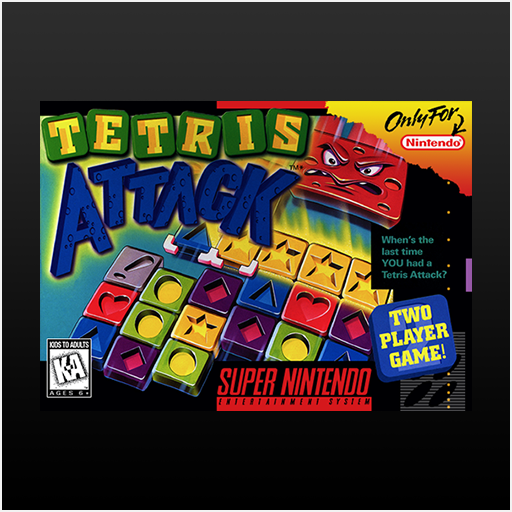 TETRIS
ATTACK
TM
Only For
Nintendo
When's the
last time
YOU had a
Tetris Attack?
TWO
PLAYER
GAME!
KIDS TO ADULTS
K-A
AGES 6+
SUPER NINTENDO
ENTERTAINMENT SYSTEM